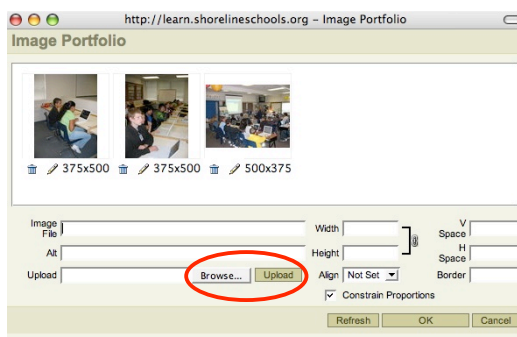 http://learn.shorelineschools.org – Image Portfolio
Image Portfolio
375x500 375x500 500x375
Image File Width V Space
Alt Height H Space
Upload Browse... Upload Align Not Set Border
Constrain Proportions
Refresh OK Cancel